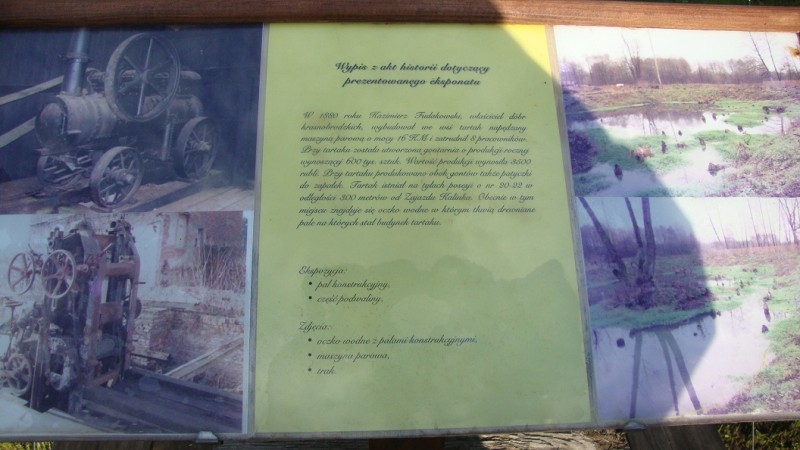 Wypis z akt historii dotyczący
prezentowanego eksponatu
W 1880 roku Kazimierz Fudakowski, właściciel dóbr
krasnobrodzkich, wybudował we wsi tartak napędzany
maszyną parową o mocy 16 KM i zatrudniał 8 pracowników.
Przy tartaku została utworzona gontarnia o produkcji rocznej
wynoszącej 600 tys. sztuk. Wartość produkcji wynosiła 3500
rubli. Przy tartaku produkowano obok gontów także patyczki
do zapałek. Tartak istniał na tyłach posesji o nr 20-22 w
odległości 300 metrów od Zajazdu Kalinka. Obecnie w tym
miejscu znajduje się oczko wodne w którym tkwią drewniane
pale na których stał budynek tartaku.
Ekspozycja:
• pal konstrukcyjny,
• część podwaliny.
Zdjęcia:
• oczko wodne z palami konstrukcyjnymi,
• maszyna parowa,
• trak.